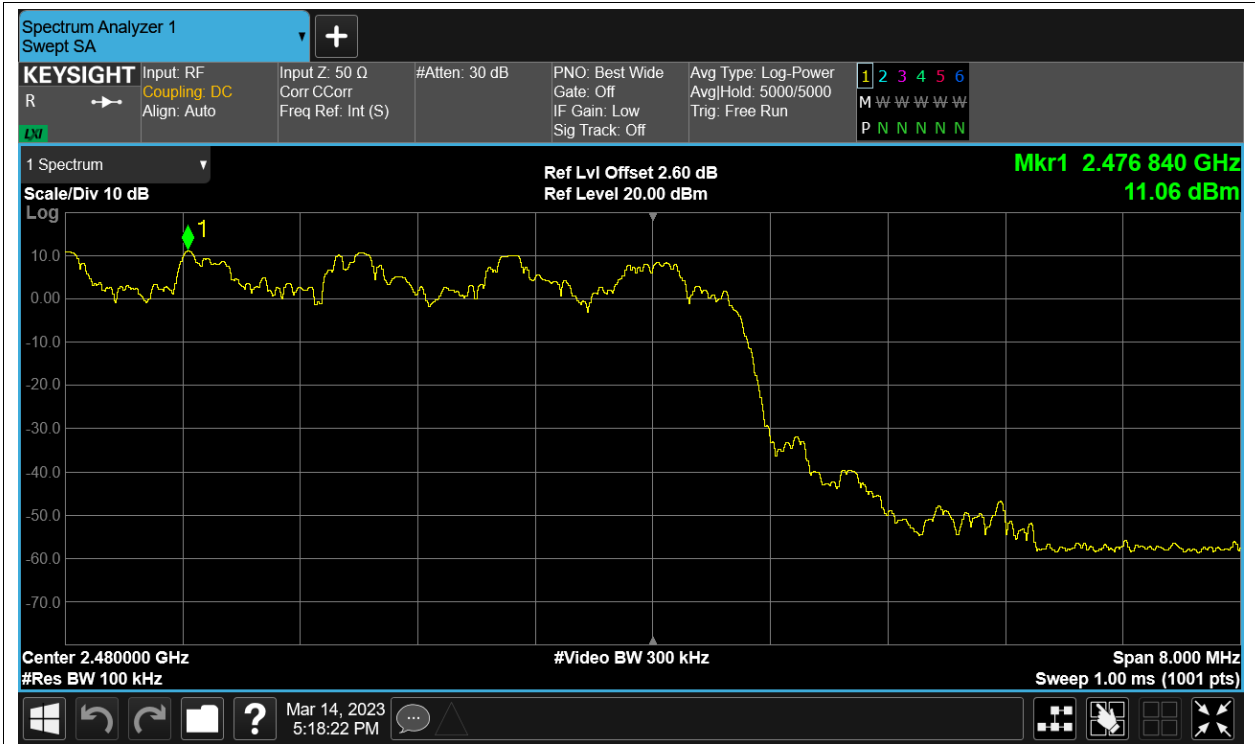 Spectrum Analyzer 1
Swept SA
KEYSIGHT
R
LXI
Input: RF
Coupling: DC
Align: Auto
Input Z: 50 Ω
Corr CCorr
Freq Ref: Int (S)
#Atten: 30 dB
PNO: Best Wide
Gate: Off
IF Gain: Low
Sig Track: Off
Avg Type: Log-Power
Avg|Hold: 5000/5000
Trig: Free Run
1 2 3 4 5 6
M W W W W W
P N N N N N
1 Spectrum
Scale/Div 10 dB
Ref Lvl Offset 2.60 dB
Ref Level 20.00 dBm
Mkr1 2.476 840 GHz
11.06 dBm
Log
1
10.0
0.00
-10.0
-20.0
-30.0
-40.0
-50.0
-60.0
-70.0
Center 2.480000 GHz
#Video BW 300 kHz
Span 8.000 MHz
#Res BW 100 kHz
Sweep 1.00 ms (1001 pts)
?
Mar 14, 2023
5:18:22 PM